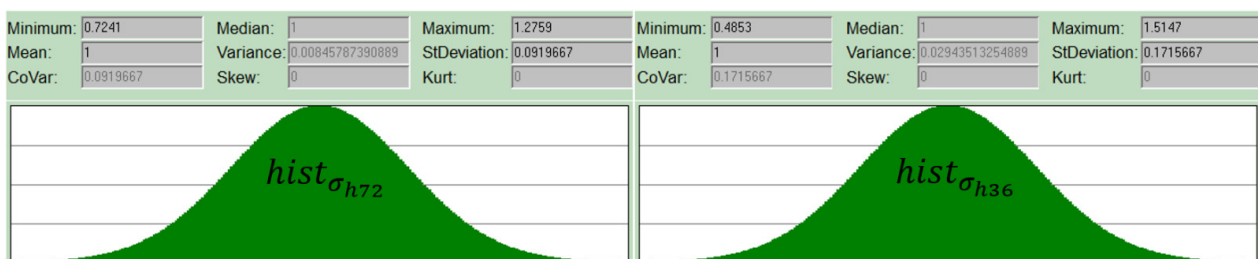 Minimum: 0.7241 Median: 1 Maximum: 1.2759
Mean: 1 Variance: 0.00845787390889 StDeviation: 0.0919667
CoVar: 0.0919667 Skew: 0 Kurt: 0
hist_σ_h72
Minimum: 0.4853 Median: 1 Maximum: 1.5147
Mean: 1 Variance: 0.02943513254889 StDeviation: 0.1715667
CoVar: 0.1715667 Skew: 0 Kurt: 0
hist_σ_h36